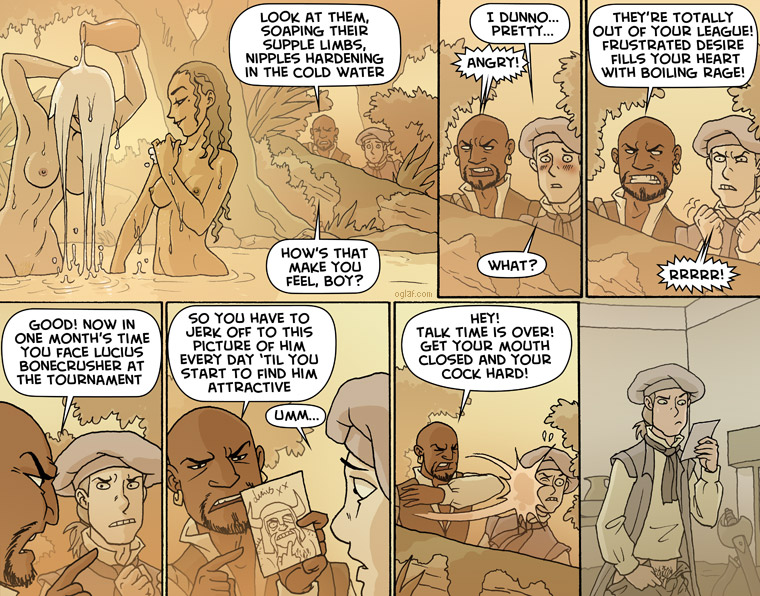 LOOK AT THEM,
SOAPING THEIR
SUPPLE LIMBS,
NIPPLES HARDENING
IN THE COLD WATER
HOW'S THAT
MAKE YOU
FEEL, BOY?
oglaf.com
I DUNNO...
PRETTY...
ANGRY!
WHAT?
THEY'RE TOTALLY
OUT OF YOUR LEAGUE!
FRUSTRATED DESIRE
FILLS YOUR HEART
WITH BOILING RAGE!
RRRRR!
GOOD! NOW IN
ONE MONTH'S TIME
YOU FACE LUCIUS
BONECRUSHER AT
THE TOURNAMENT
SO YOU HAVE TO
JERK OFF TO THIS
PICTURE OF HIM
EVERY DAY 'TIL YOU
START TO FIND HIM
ATTRACTIVE
UMM...
lucius xx
HEY!
TALK TIME IS OVER!
GET YOUR MOUTH
CLOSED AND YOUR
COCK HARD!